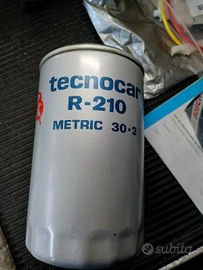 tecnocar
R-210
METRIC 30×2
subito